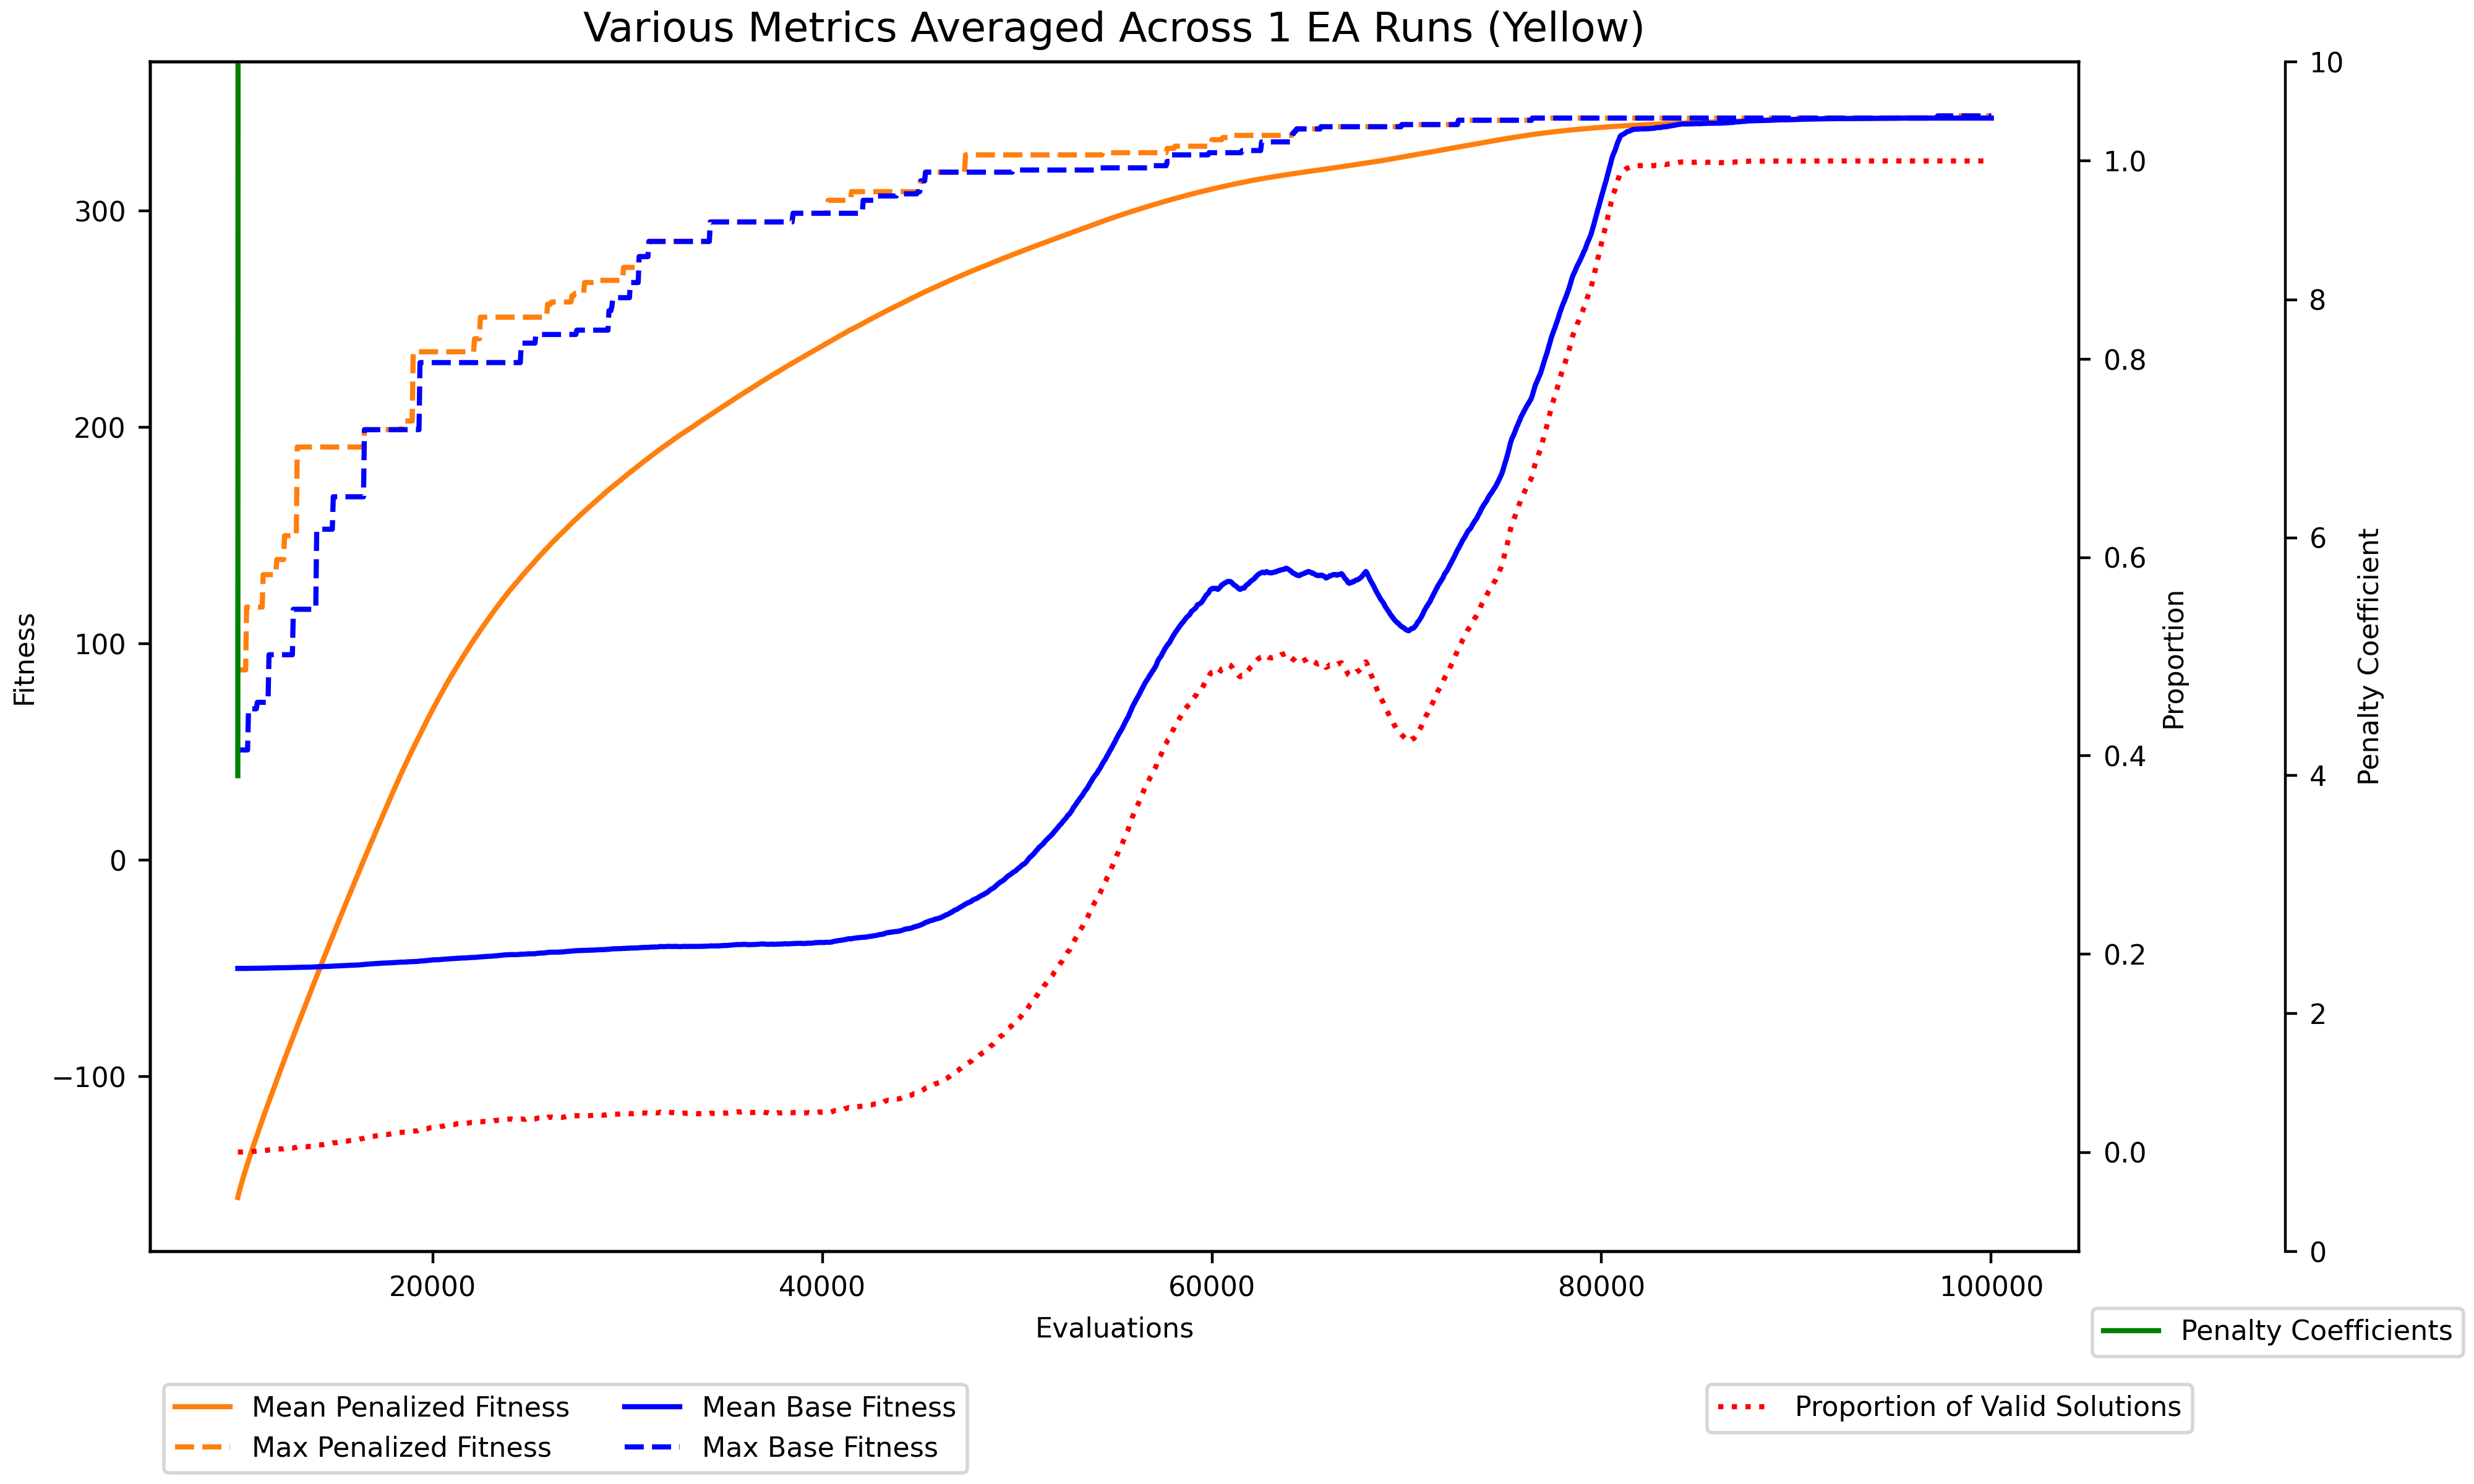 Various Metrics Averaged Across 1 EA Runs (Yellow)
300
200
100
0
−100
Fitness
20000
40000
60000
80000
100000
Evaluations
1.0
0.8
0.6
0.4
0.2
0.0
Proportion
10
8
6
4
2
0
Penalty Coefficient
Penalty Coefficients
Mean Penalized Fitness
Max Penalized Fitness
Mean Base Fitness
Max Base Fitness
Proportion of Valid Solutions